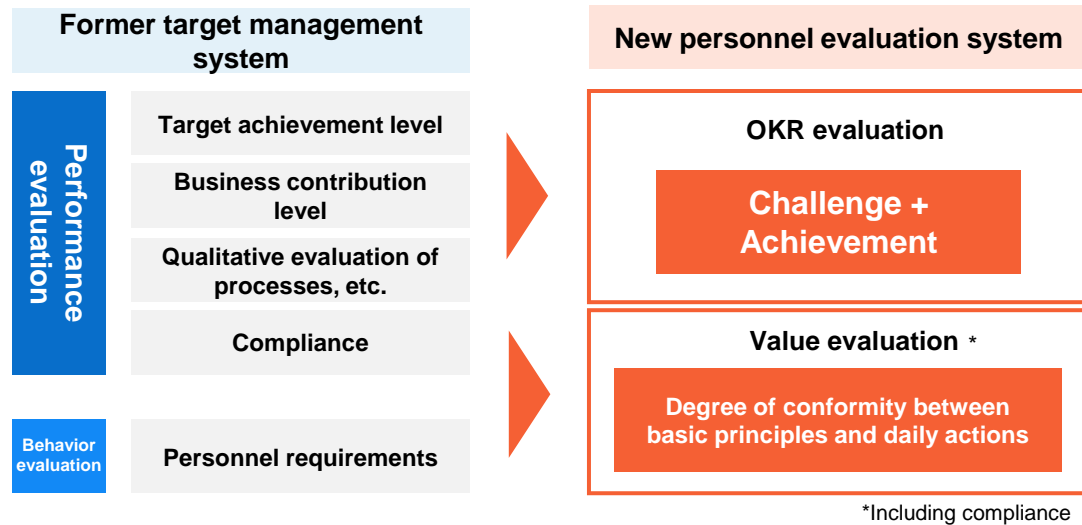 Former target management
system
New personnel evaluation system
Performance
evaluation
Target achievement level
Business contribution
level
Qualitative evaluation of
processes, etc.
Compliance
Behavior
evaluation
Personnel requirements
OKR evaluation
Challenge +
Achievement
Value evaluation *
Degree of conformity between
basic principles and daily actions
*Including compliance